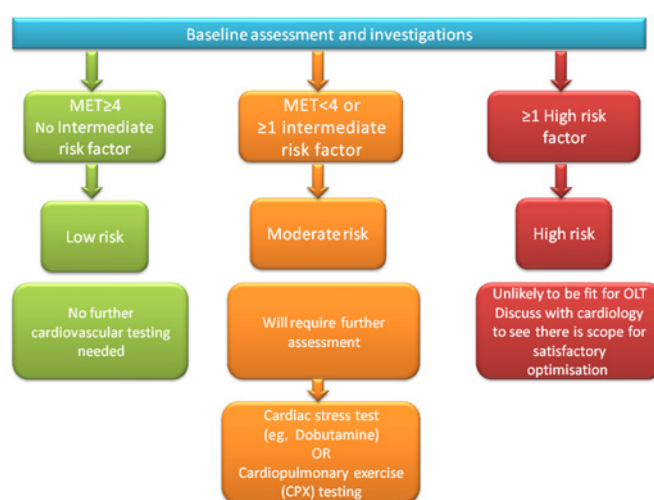 Baseline assessment and investigations
MET≥4
No Intermediate
risk factor
MET<4 or
≥1 intermediate
risk factor
≥1 High risk
factor
Low risk
Moderate risk
High risk
No further
cardiovascular testing
needed
Will require further
assessment
Unlikely to be fit for OLT
Discuss with cardiology
to see there is scope for
satisfactory
optimisation
Cardiac stress test
(eg. Dobutamine)
OR
Cardiopulmonary exercise
(CPX) testing